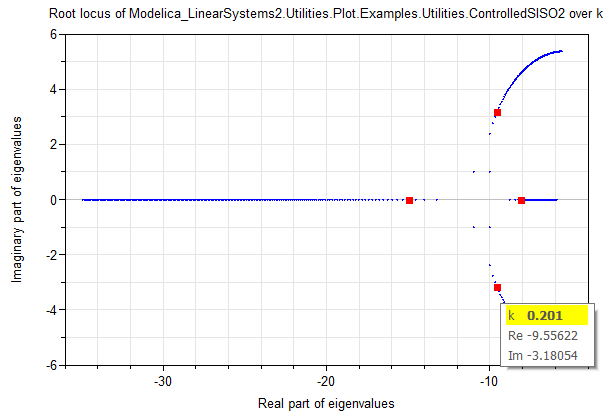 Root locus of Modelica_LinearSystems2.Utilities.Plot.Examples.Utilities.ControlledSISO2 over k
6
4
2
0
-2
-4
-6
Imaginary part of eigenvalues
k 0.201
Re -9.55622
Im -3.18054
-30 -20 -10
Real part of eigenvalues